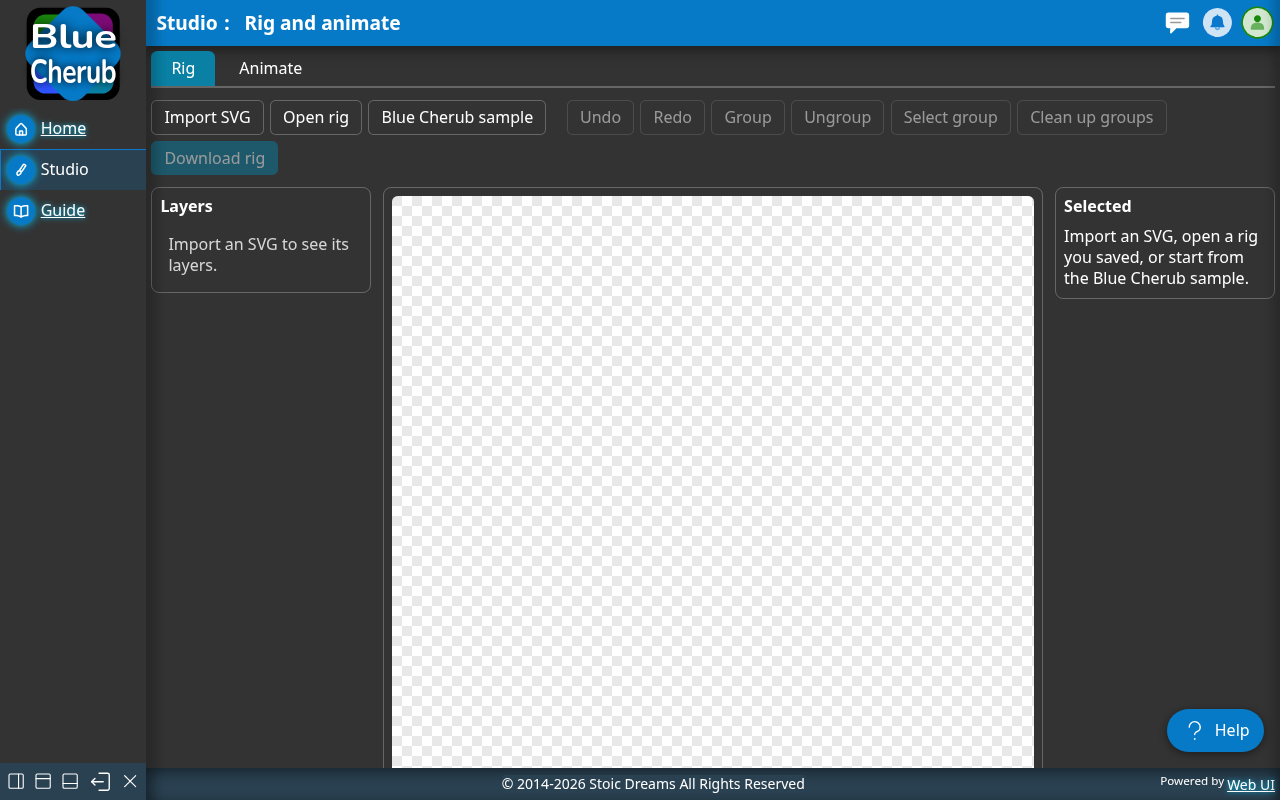 Blue
Cherub
Studio : Rig and animate
Home
Studio
Guide
Rig Animate
Import SVG Open rig Blue Cherub sample Undo Redo Group Ungroup Select group Clean up groups
Download rig
Layers
Import an SVG to see its
layers.
Selected
Import an SVG, open a rig
you saved, or start from
the Blue Cherub sample.
Help
© 2014-2026 Stoic Dreams All Rights Reserved
Powered by Web UI